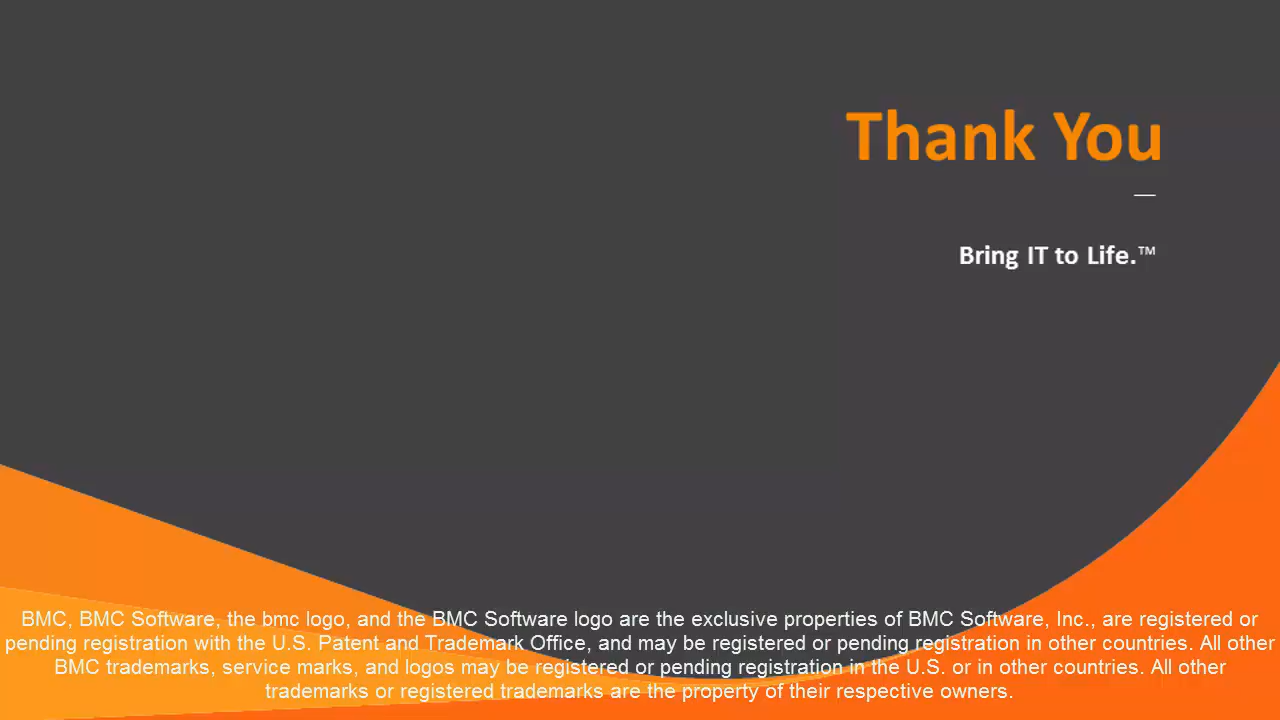 Thank You
Bring IT to Life.™
BMC, BMC Software, the bmc logo, and the BMC Software logo are the exclusive properties of BMC Software, Inc., are registered or
pending registration with the U.S. Patent and Trademark Office, and may be registered or pending registration in other countries. All other
BMC trademarks, service marks, and logos may be registered or pending registration in the U.S. or in other countries. All other
trademarks or registered trademarks are the property of their respective owners.